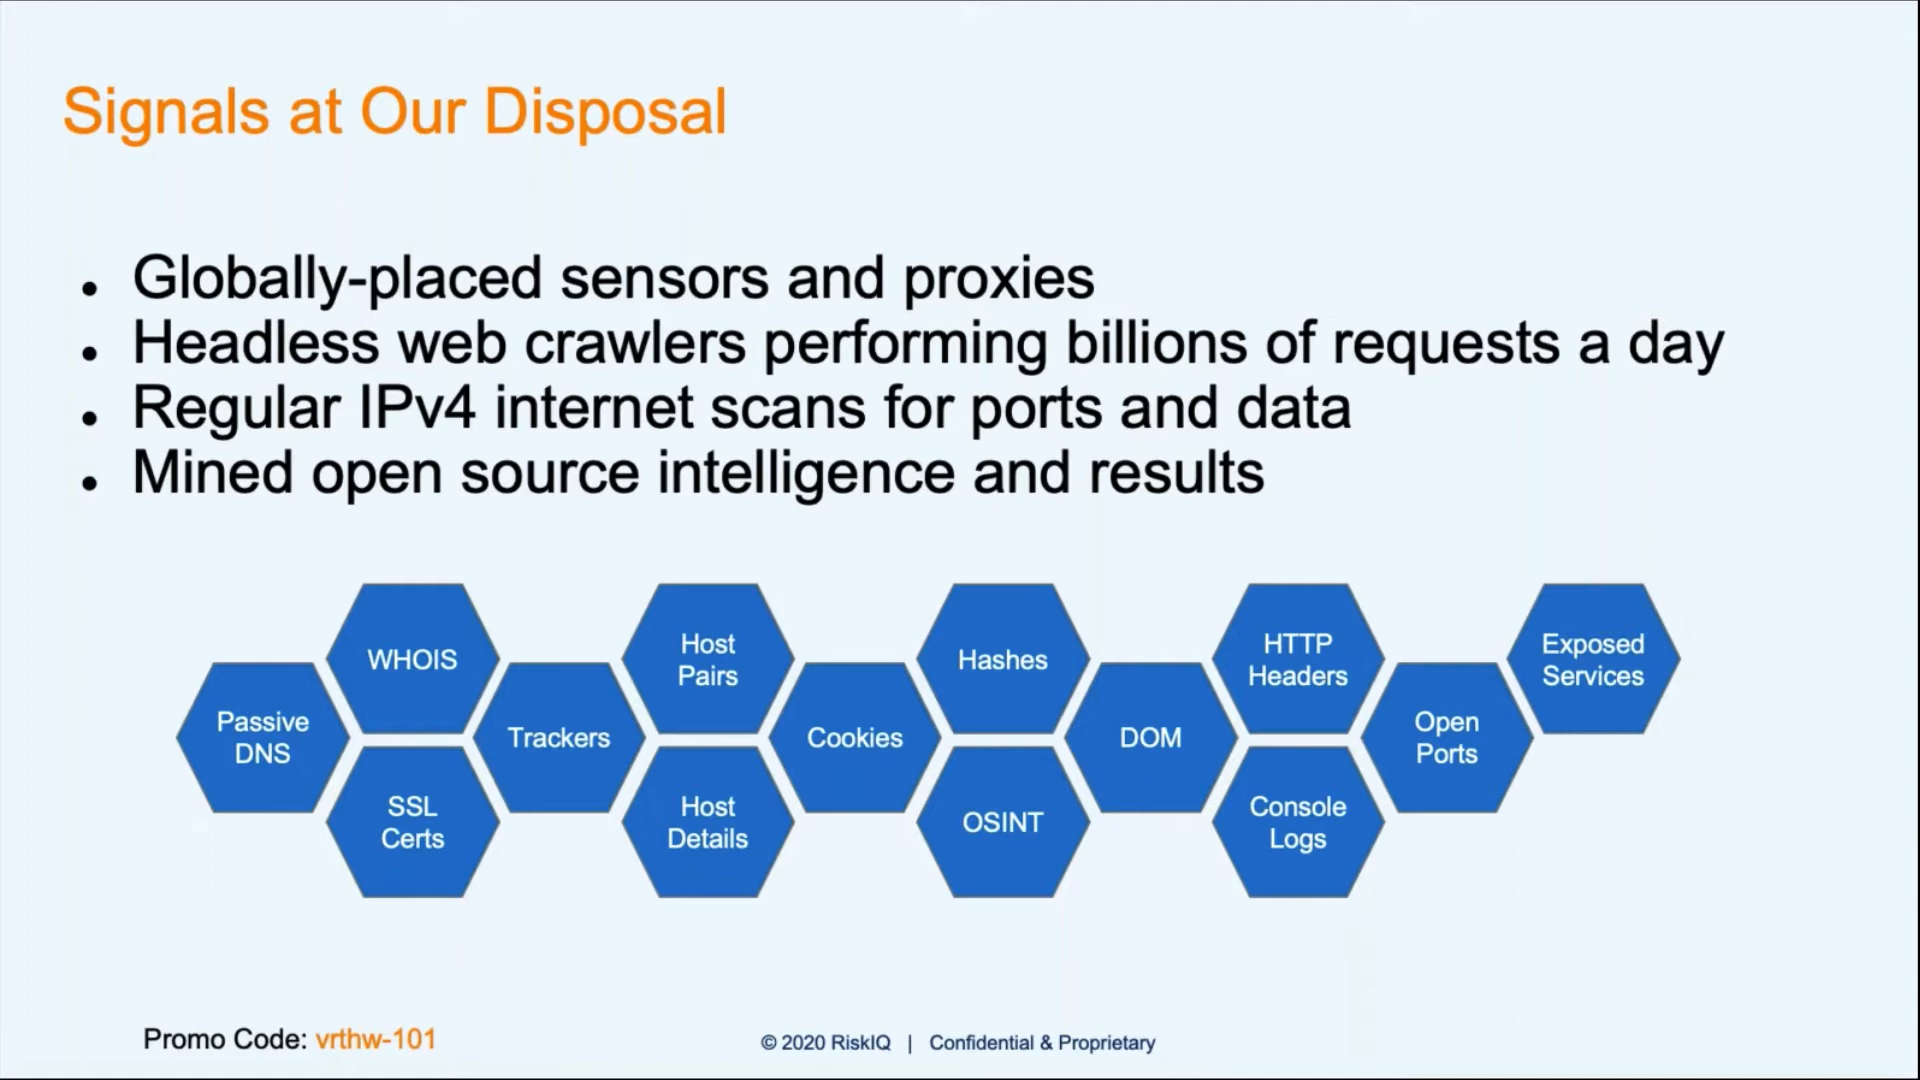 Signals at Our Disposal
• Globally-placed sensors and proxies
• Headless web crawlers performing billions of requests a day
• Regular IPv4 internet scans for ports and data
• Mined open source intelligence and results
Passive
DNS
WHOIS
SSL
Certs
Trackers
Host
Pairs
Host
Details
Cookies
Hashes
OSINT
DOM
HTTP
Headers
Console
Logs
Open
Ports
Exposed
Services
Promo Code: vrthw-101
© 2020 RiskIQ | Confidential & Proprietary